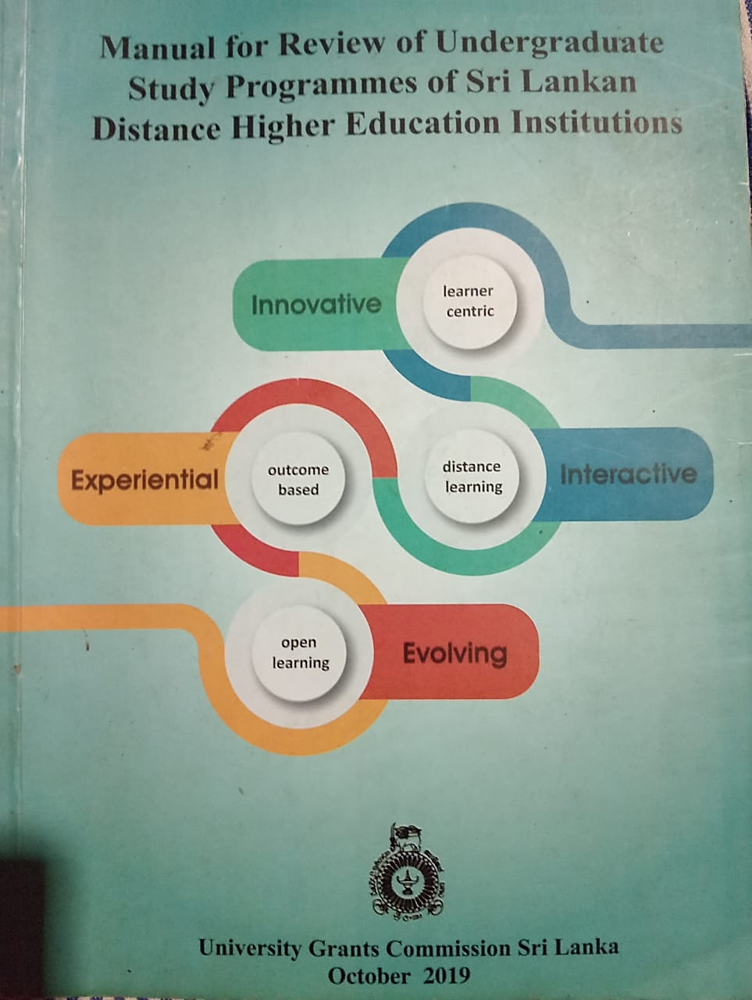 Manual for Review of Undergraduate
Study Programmes of Sri Lankan
Distance Higher Education Institutions
Innovative
learner
centric
Experiential
outcome
based
distance
learning
Interactive
open
learning
Evolving
University Grants Commission Sri Lanka
October 2019